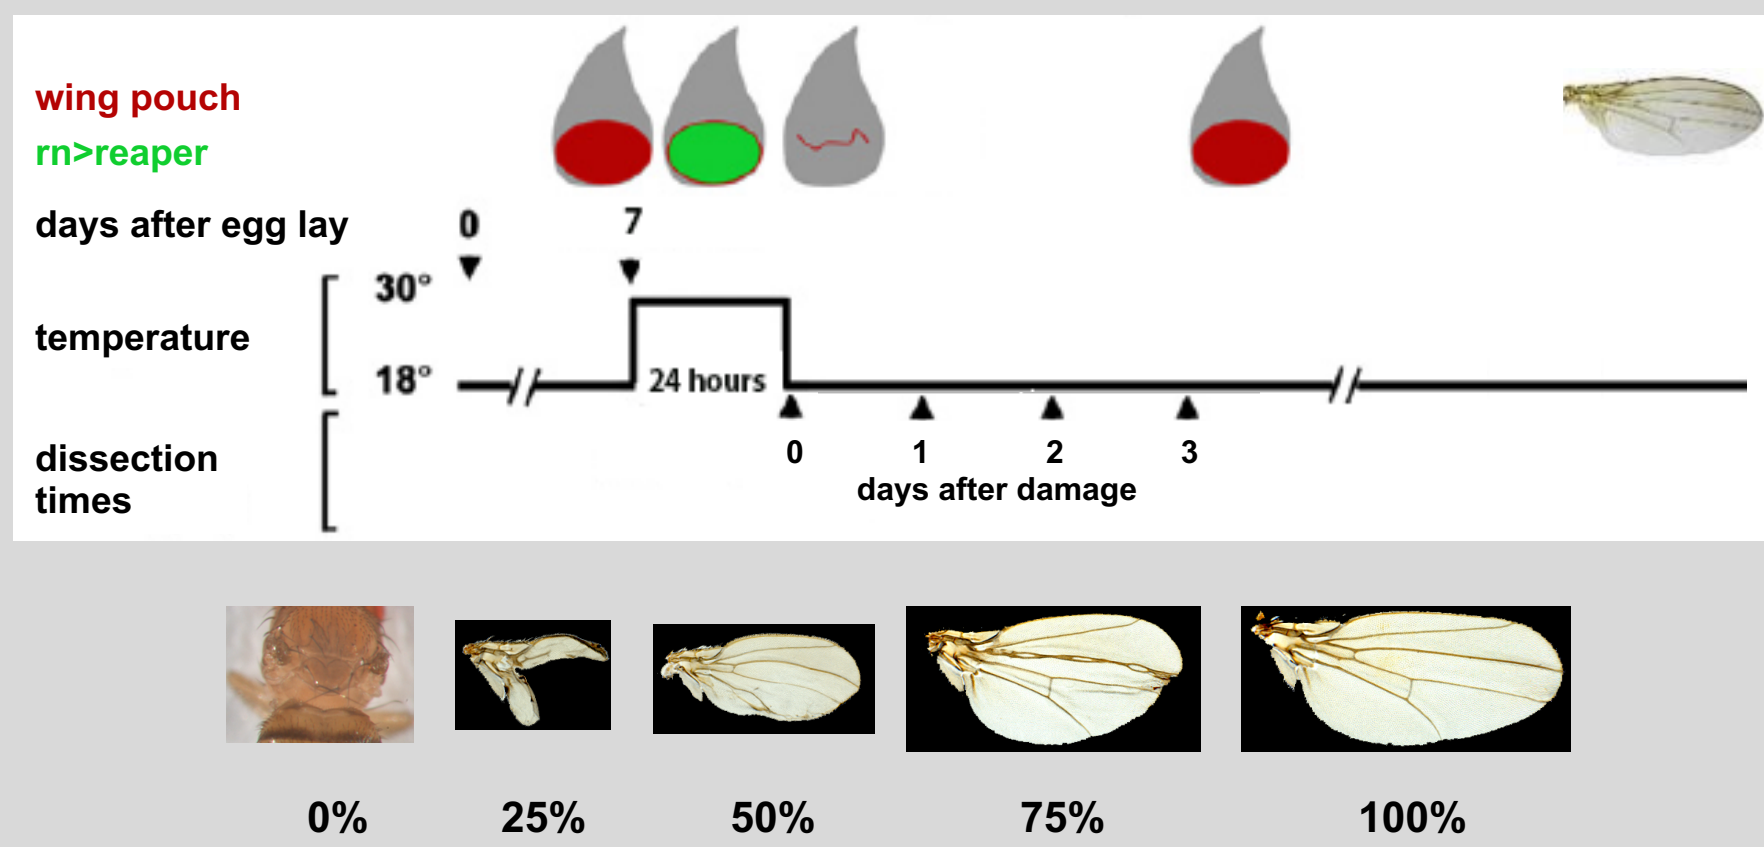 wing pouch
rn>reaper
days after egg lay 0 7
30°
temperature
18° 24 hours
0 1 2 3
dissection
times
days after damage
0% 25% 50% 75% 100%